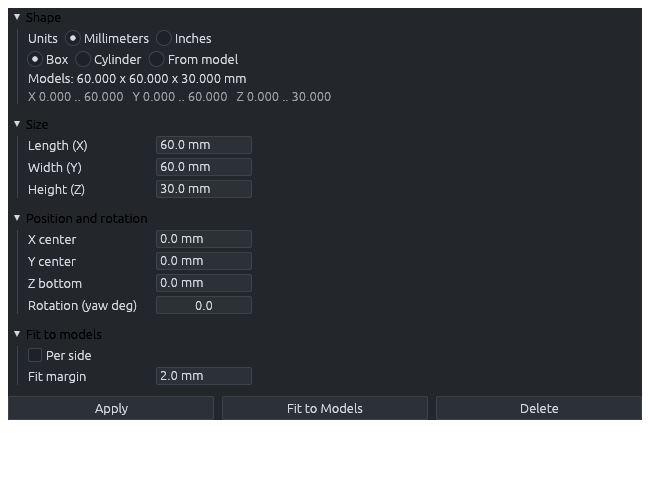 Shape
Units Millimeters Inches
Box Cylinder From model
Models: 60.000 x 60.000 x 30.000 mm
X 0.000 .. 60.000 Y 0.000 .. 60.000 Z 0.000 .. 30.000
Size
Length (X) 60.0 mm
Width (Y) 60.0 mm
Height (Z) 30.0 mm
Position and rotation
X center 0.0 mm
Y center 0.0 mm
Z bottom 0.0 mm
Rotation (yaw deg) 0.0
Fit to models
Per side
Fit margin 2.0 mm
Apply Fit to Models Delete